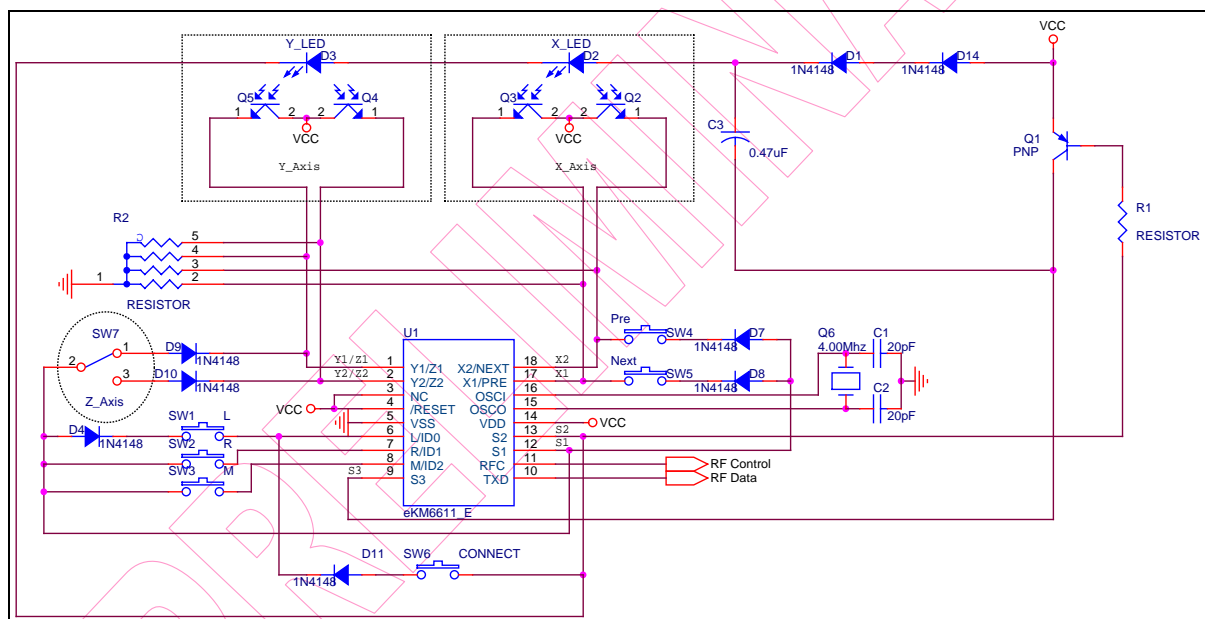 Y_LED
D3
X_LED
D2
D1
1N4148
D14
1N4148
VCC
Q5
Q4
1
2
2
1
VCC
Y_Axis
Q3
Q2
1
2
2
1
VCC
X_Axis
C3
0.47uF
Q1
PNP
R1
RESISTOR
R2
C
5
4
3
2
1
RESISTOR
SW7
1
2
3
Z_Axis
D9
1N4148
D10
1N4148
SW1
L
D4
1N4148
SW2
R
SW3
M
VCC
U1
Y1/Z1
1
Y1/Z1
Y2/Z2
2
Y2/Z2
3
NC
4
/RESET
5
VSS
6
L/ID0
7
R/ID1
8
M/ID2
S3
9
S3
X2/NEXT
18
X2
X1/PRE
17
X1
OSCI
16
OSCO
15
VDD
14
VCC
S2
13
S2
S1
12
S1
RFC
11
RF Control
TXD
10
RF Data
eKM6611_E
Pre
SW4
D7
1N4148
Next
SW5
D8
1N4148
Q6
4.00Mhz
C1
20pF
C2
20pF
D11
1N4148
SW6
CONNECT